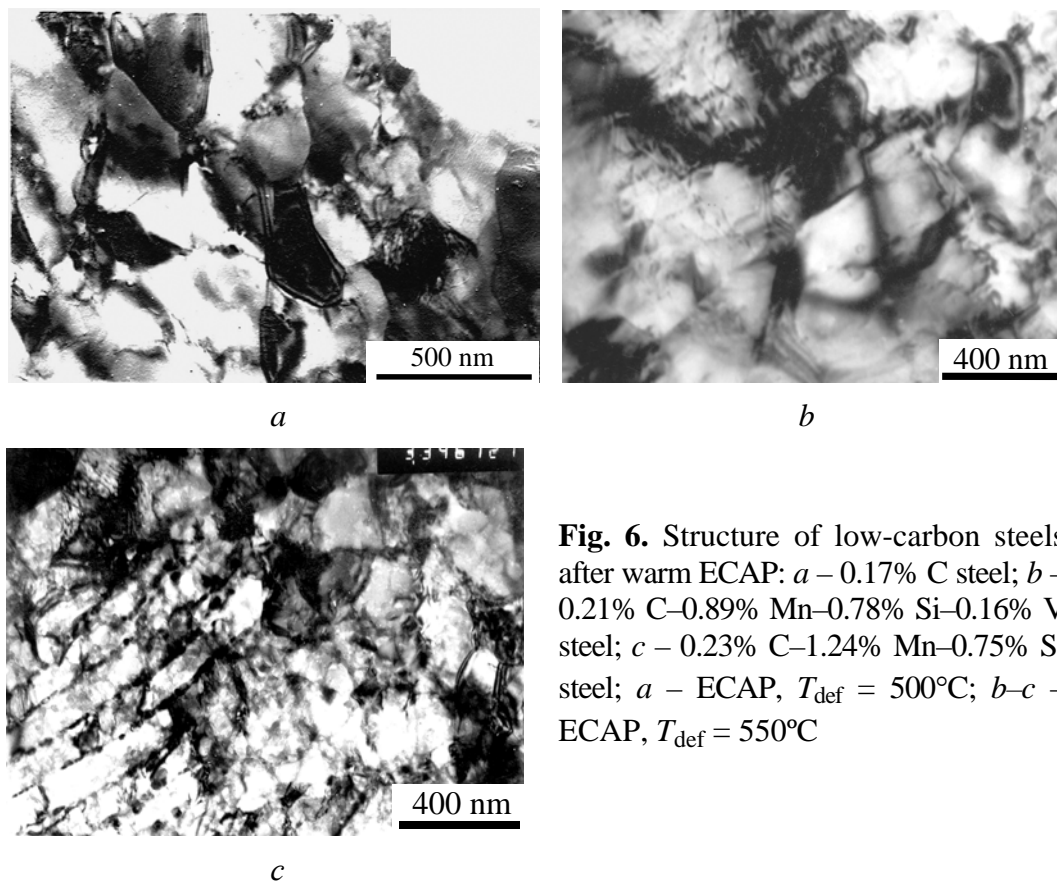 500 nm
400 nm
a
b
400 nm
c
Fig. 6. Structure of low-carbon steels
after warm ECAP: a – 0.17% C steel; b –
0.21% C–0.89% Mn–0.78% Si–0.16% V
steel; c – 0.23% C–1.24% Mn–0.75% S
steel; a – ECAP, Tdef = 500°C; b–c –
ECAP, Tdef = 550ºC